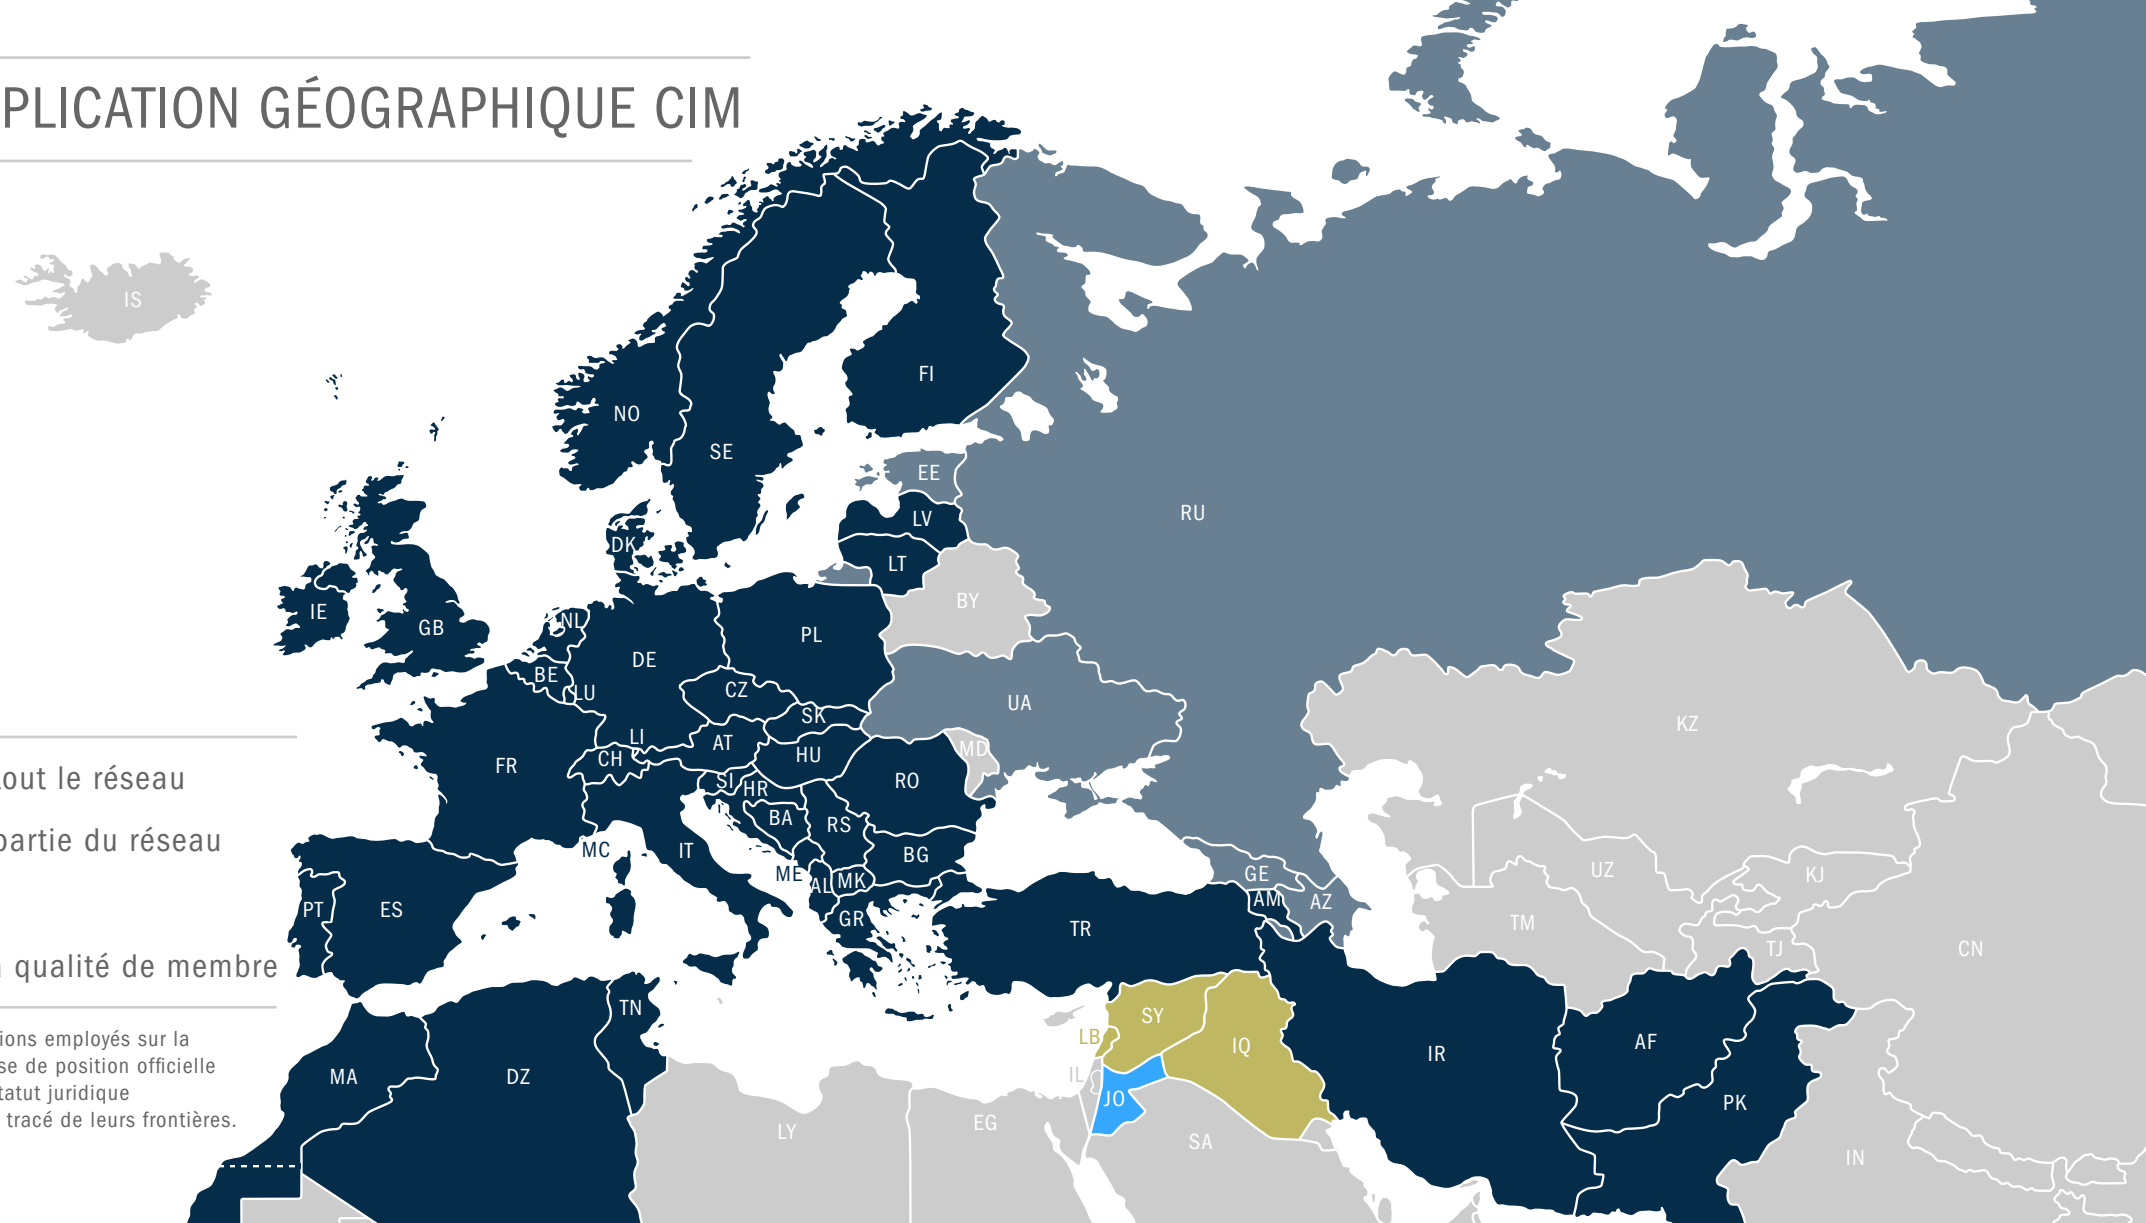 PLICATION GÉOGRAPHIQUE CIM
IS
FI
NO
SE
EE
RU
LV
DK
LT
IE
GB
NL
BY
PL
DE
BE
LU
CZ
UA
SK
KZ
LI
AT
MD
HU
CH
FR
RO
SI
HR
BA
RS
out le réseau
partie du réseau
MC
IT
BG
ME
AL
MK
GE
UZ
KJ
AM
AZ
PT
ES
GR
TR
TM
TJ
CN
qualité de membre
TN
SY
LB
IQ
AF
IR
MA
DZ
IL
JO
PK
LY
EG
SA
IN
tions employés sur la
se de position officielle
tatut juridique
tracé de leurs frontières.